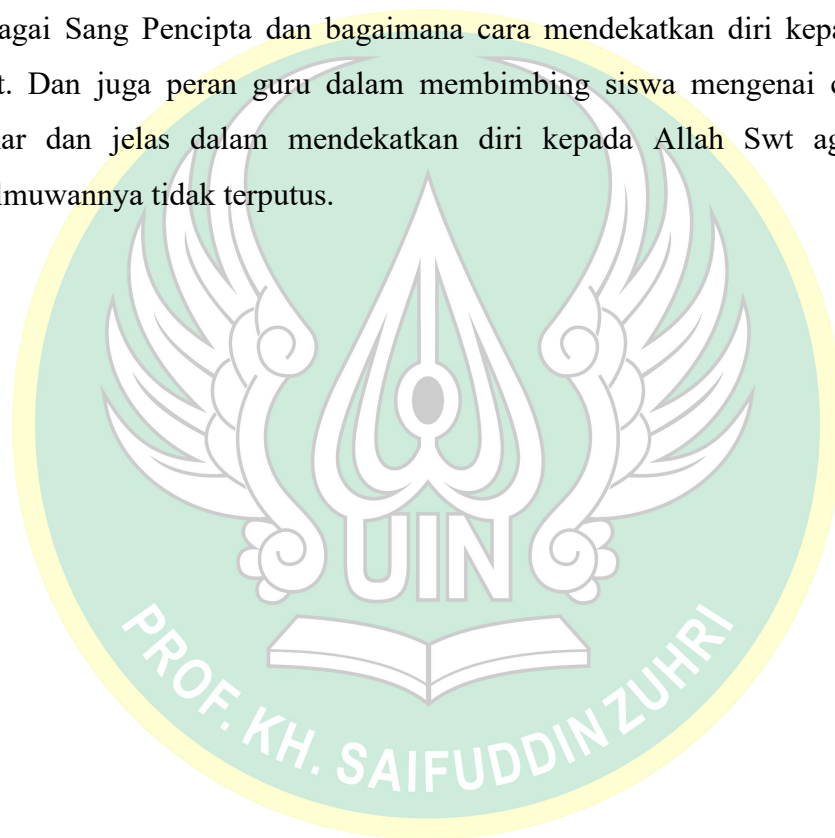 agai Sang Pencipta dan bagaimana cara mendekatkan diri kepa
t. Dan juga peran guru dalam membimbing siswa mengenai
ar dan jelas dalam mendekatkan diri kepada Allah Swt ag
lmuwannya tidak terputus.
UIN
PROF. KH. SAIFUDDIN ZUHRI